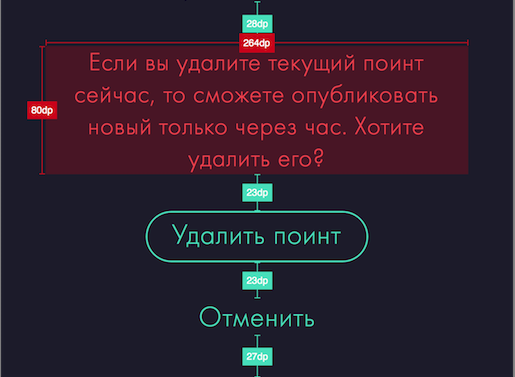 28dp
264dp
Если вы удалите текущий поинт
80dp
сейчас, то сможете опубликовать
новый только через час. Хотите
удалить его?
23dp
Удалить поинт
23dp
Отменить
27dp